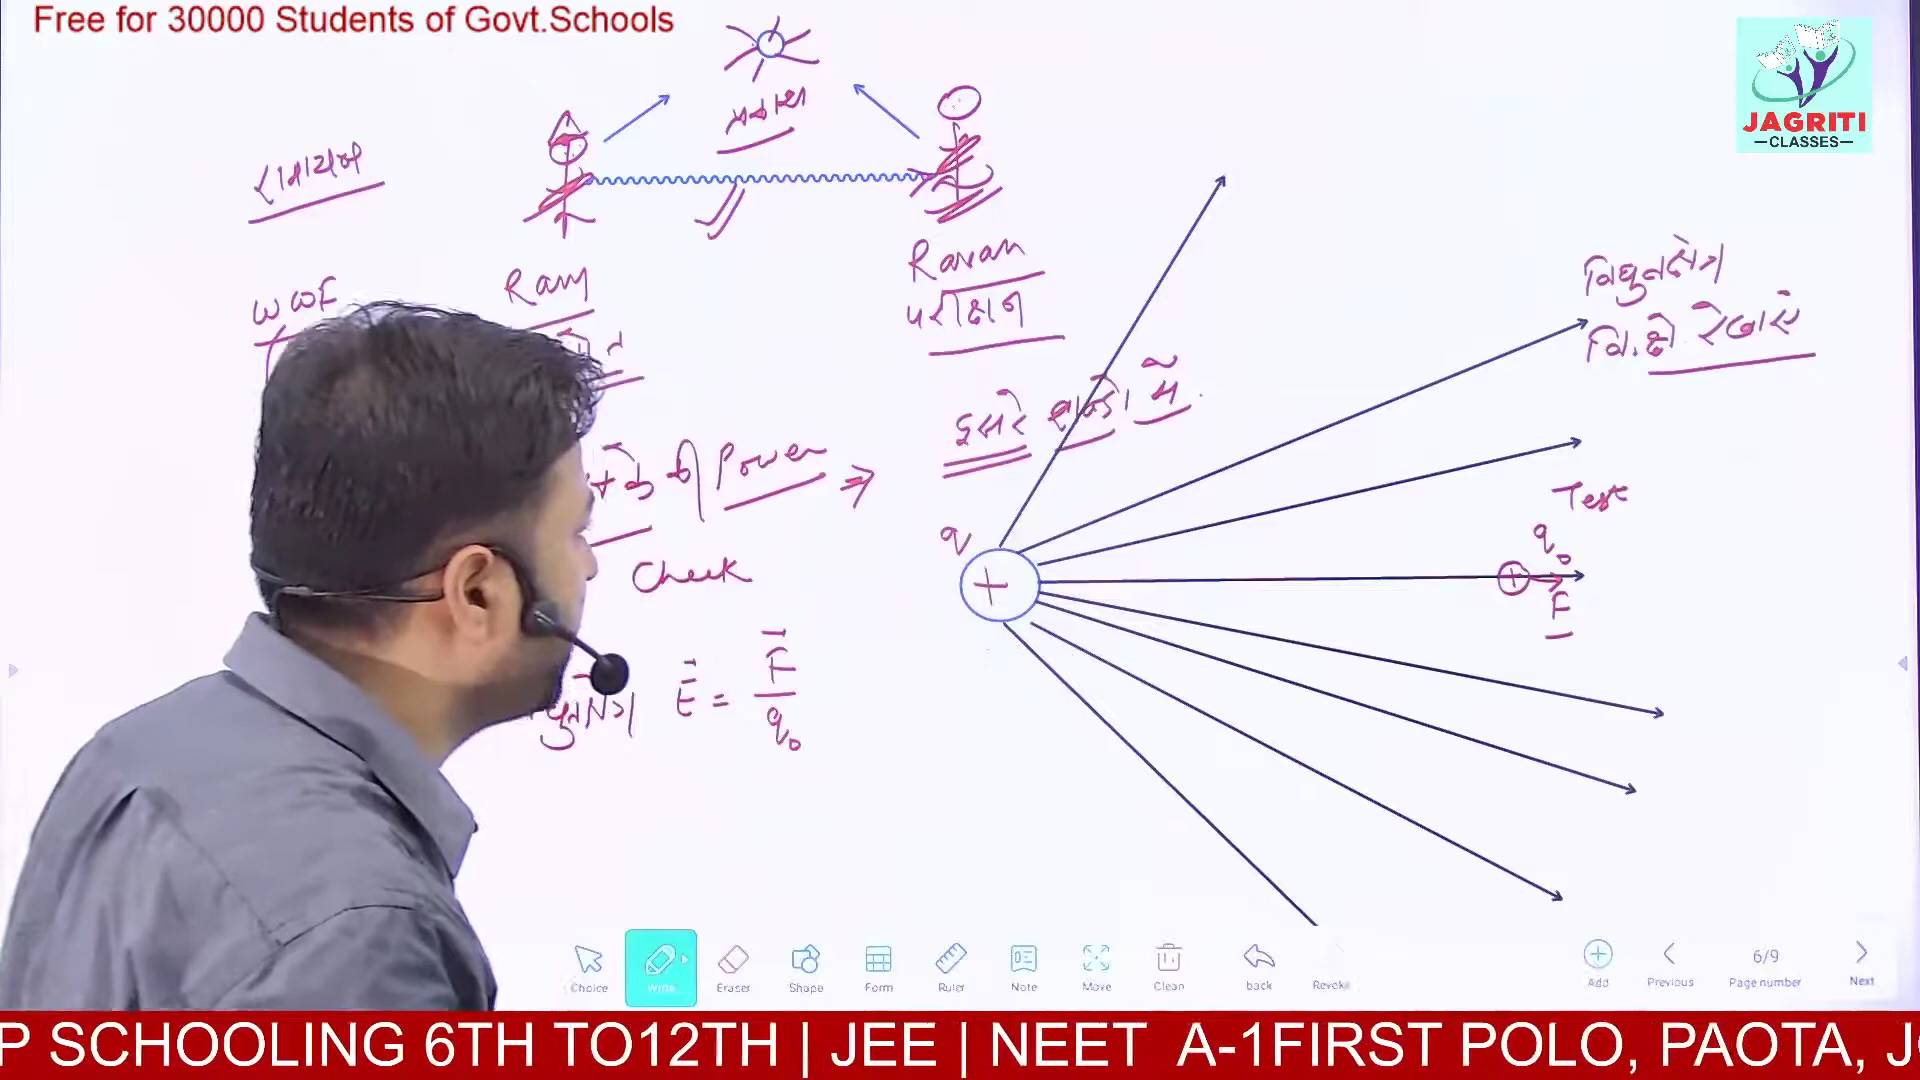 Free for 30000 Students of Govt.Schools
JAGRITI
CLASSES
रामायण
WWF
Ram
Ravan
परीक्षण
विद्युत क्षेत्र
वि. क्षे रेखाएं
दूसरे शब्दों में
की Power ⇒
Check
Test
q₀
F
q
+
+
E = F / q₀
Choice
Write
Eraser
Shape
Form
Ruler
Note
Move
Clean
back
Revoke
Add
Previous
6/9
Page number
Next
P SCHOOLING 6TH TO12TH | JEE | NEET A-1FIRST POLO, PAOTA, J